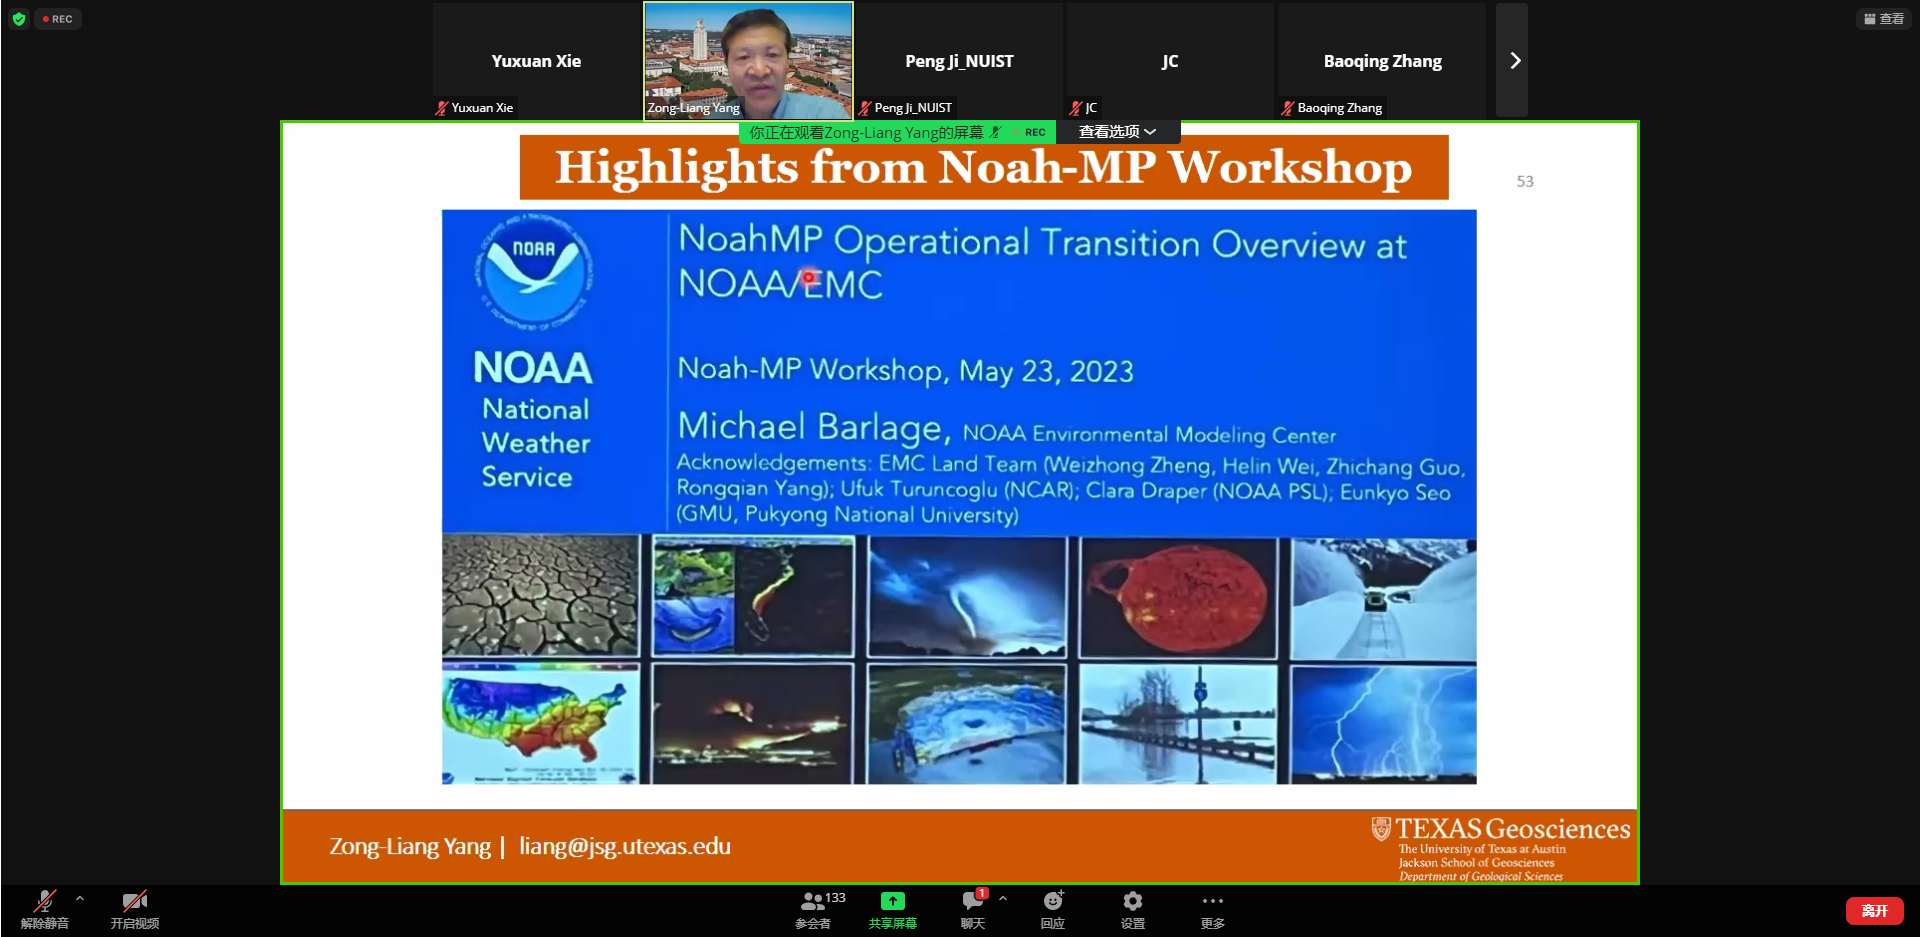 REC
查看
Yuxuan Xie
Peng Ji_NUIST
JC
Baoqing Zhang
Yuxuan Xie
Zong-Liang Yang
Peng Ji_NUIST
JC
Baoqing Zhang
你正在观看Zong-Liang Yang的屏幕
REC
查看选项
Highlights from Noah-MP Workshop
53
NOAA
NoahMP Operational Transition Overview at
NOAA/EMC
NOAA
National
Weather
Service
Noah-MP Workshop, May 23, 2023
Michael Barlage, NOAA Environmental Modeling Center
Acknowledgements: EMC Land Team (Weizhong Zheng, Helin Wei, Zhichang Guo,
Rongqian Yang); Ufuk Turuncoglu (NCAR); Clara Draper (NOAA PSL); Eunkyo Seo
(GMU, Pukyong National University)
Zong-Liang Yang | liang@jsg.utexas.edu
TEXAS Geosciences
The University of Texas at Austin
Jackson School of Geosciences
Department of Geological Sciences
解除静音
开启视频
133
参会者
共享屏幕
1
聊天
回应
设置
更多
离开